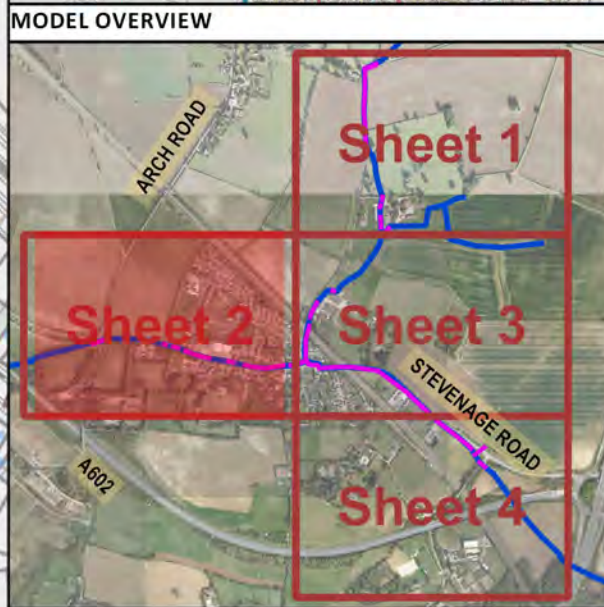 MODEL OVERVIEW
ARCH ROAD
Sheet 1
Sheet 2
Sheet 3
STEVENAGE ROAD
A602
Sheet 4